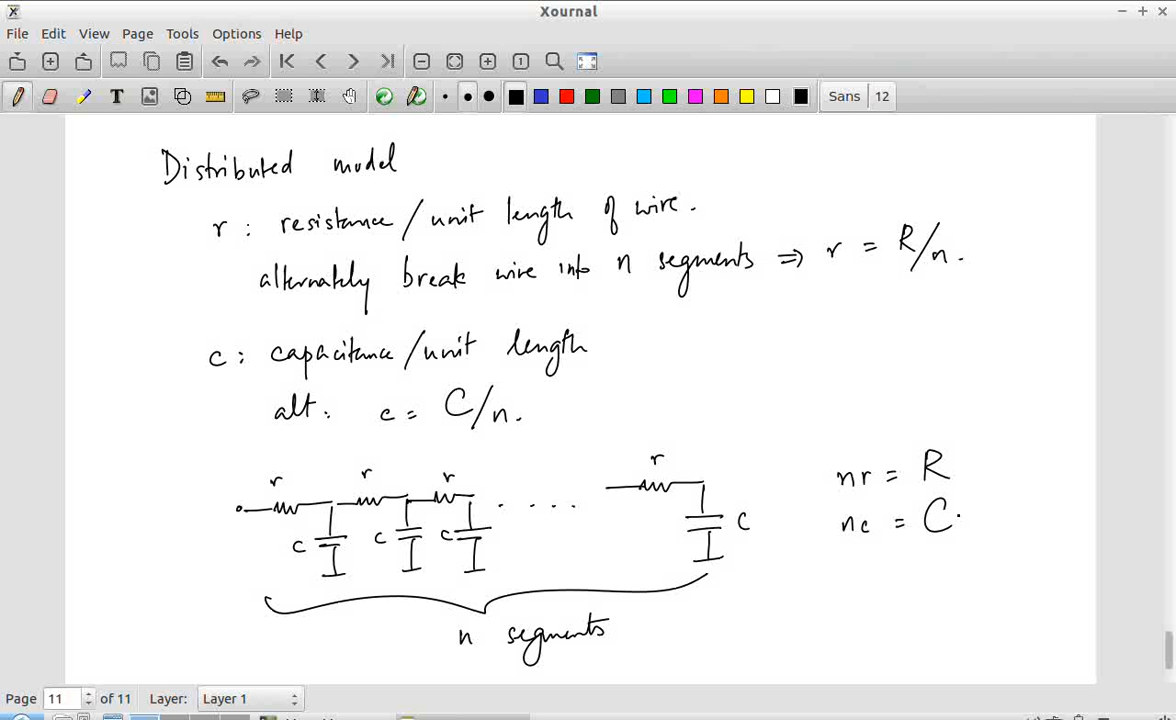 Xournal
File Edit View Page Tools Options Help
Sans 12
Distributed model
r : resistance / unit length of wire.
alternately break wire into n segments ⇒ r = R/n.
c : capacitance / unit length
alt : c = C/n.
r r r r
c c c c
. . . . .
nr = R
nc = C.
n segments
Page 11 of 11 Layer: Layer 1